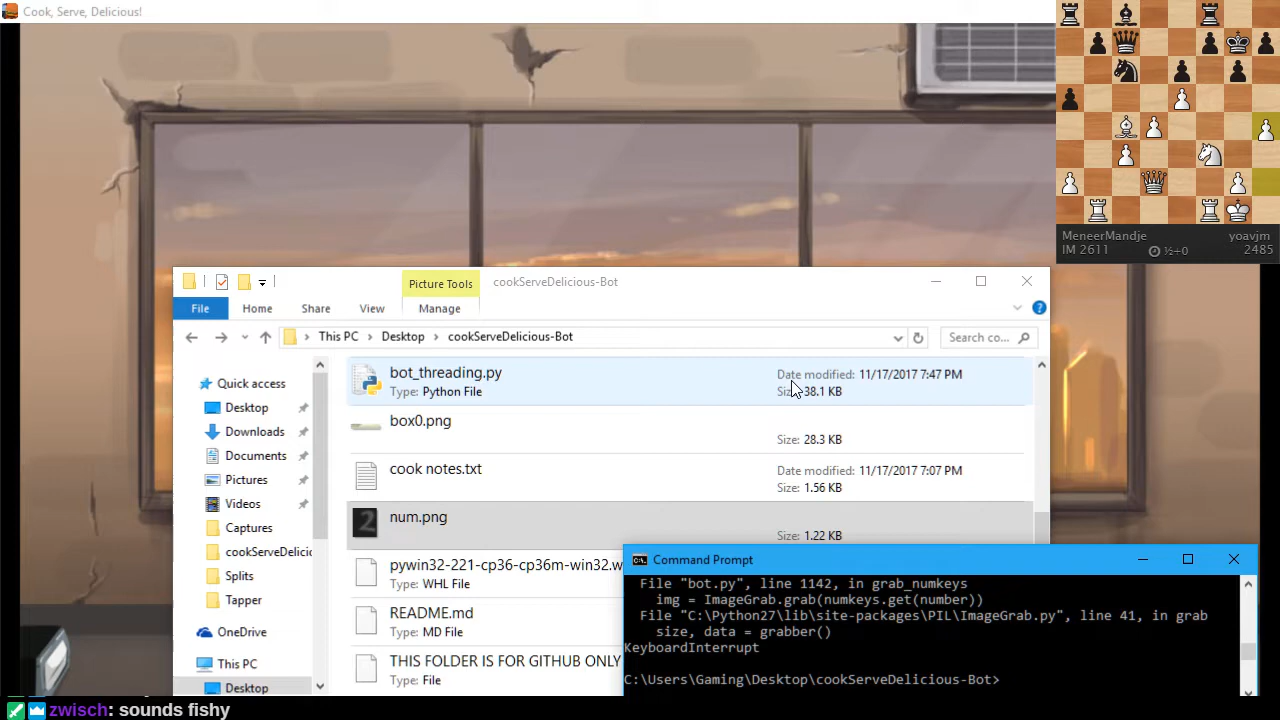 Cook, Serve, Delicious!
MeneerMandje yoavjm
IM 2611 ½+0 2485
Picture Tools cookServeDelicious-Bot
File Home Share View Manage
This PC Desktop cookServeDelicious-Bot Search co...
Quick access
Desktop
Downloads
Documents
Pictures
Videos
Captures
cookServeDelicio
Splits
Tapper
OneDrive
This PC
Desktop
bot_threading.py Date modified: 11/17/2017 7:47 PM
Type: Python File Size: 38.1 KB
box0.png
Size: 28.3 KB
cook notes.txt Date modified: 11/17/2017 7:07 PM
Size: 1.56 KB
2 num.png
Size: 1.22 KB
pywin32-221-cp36-cp36m-win32.w
Type: WHL File
README.md
Type: MD File
THIS FOLDER IS FOR GITHUB ONLY
Type: File
C:\. Command Prompt
File "bot.py", line 1142, in grab_numkeys
img = ImageGrab.grab(numkeys.get(number))
File "C:\Python27\lib\site-packages\PIL\ImageGrab.py", line 41, in grab
size, data = grabber()
KeyboardInterrupt
C:\Users\Gaming\Desktop\cookServeDelicious-Bot>
zwisch: sounds fishy